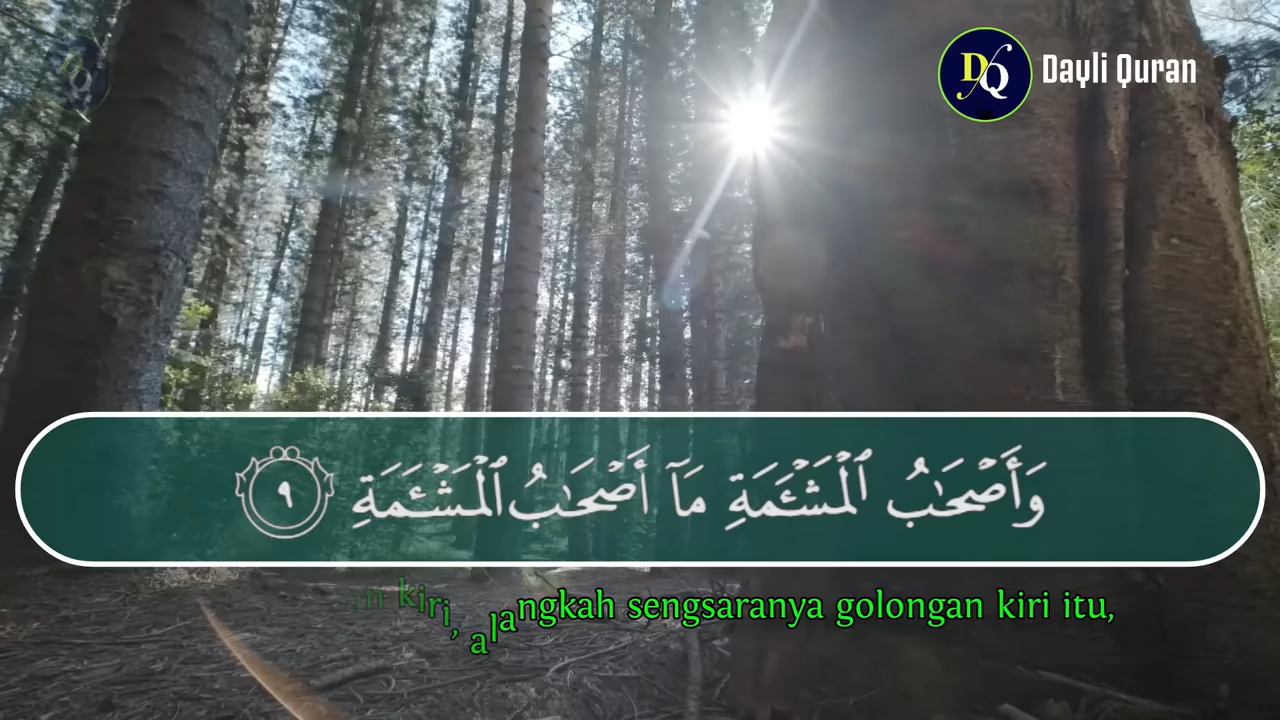 Dayli Quran
وَأَصْحَٰبُ ٱلْمَشْـَٔمَةِ مَآ أَصْحَٰبُ ٱلْمَشْـَٔمَةِ ٩
kiri, alangkah sengsaranya golongan kiri itu,